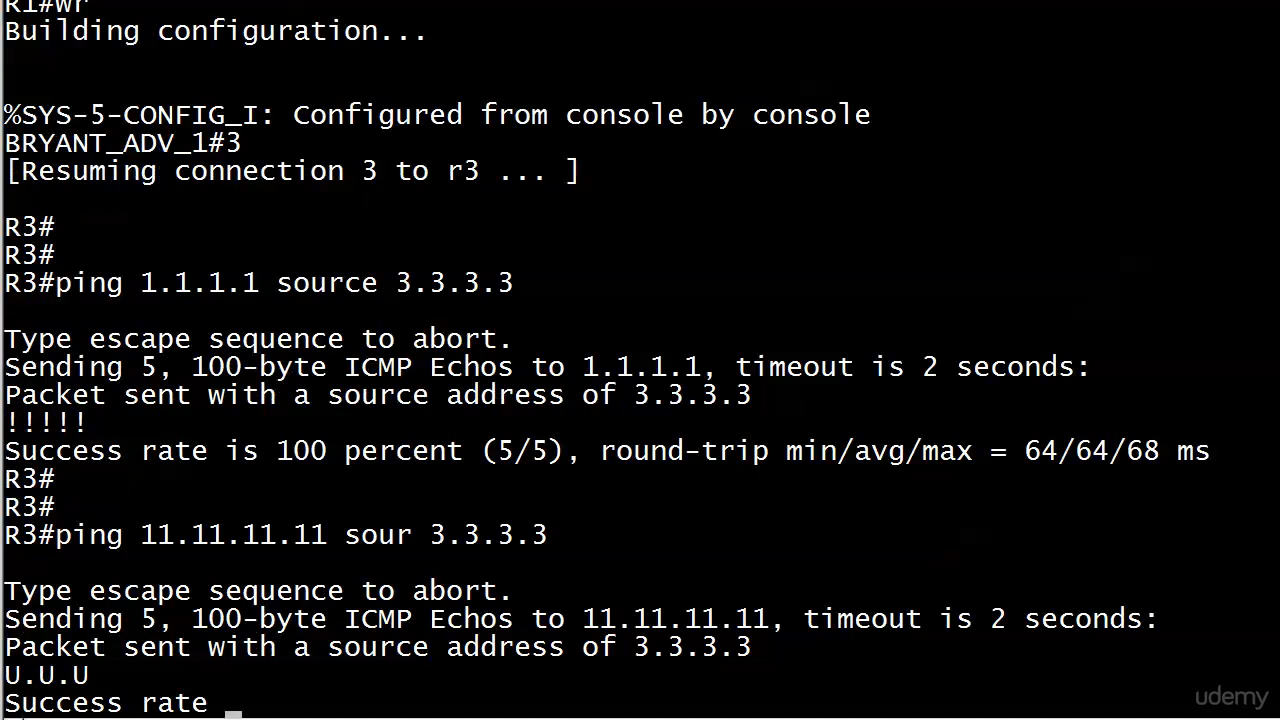 R1#wr
Building configuration...
%SYS-5-CONFIG_I: Configured from console by console
BRYANT_ADV_1#3
[Resuming connection 3 to r3 ... ]
R3#
R3#
R3#ping 1.1.1.1 source 3.3.3.3
Type escape sequence to abort.
Sending 5, 100-byte ICMP Echos to 1.1.1.1, timeout is 2 seconds:
Packet sent with a source address of 3.3.3.3
!!!!!
Success rate is 100 percent (5/5), round-trip min/avg/max = 64/64/68 ms
R3#
R3#
R3#ping 11.11.11.11 sour 3.3.3.3
Type escape sequence to abort.
Sending 5, 100-byte ICMP Echos to 11.11.11.11, timeout is 2 seconds:
Packet sent with a source address of 3.3.3.3
U.U.U
Success rate
udemy